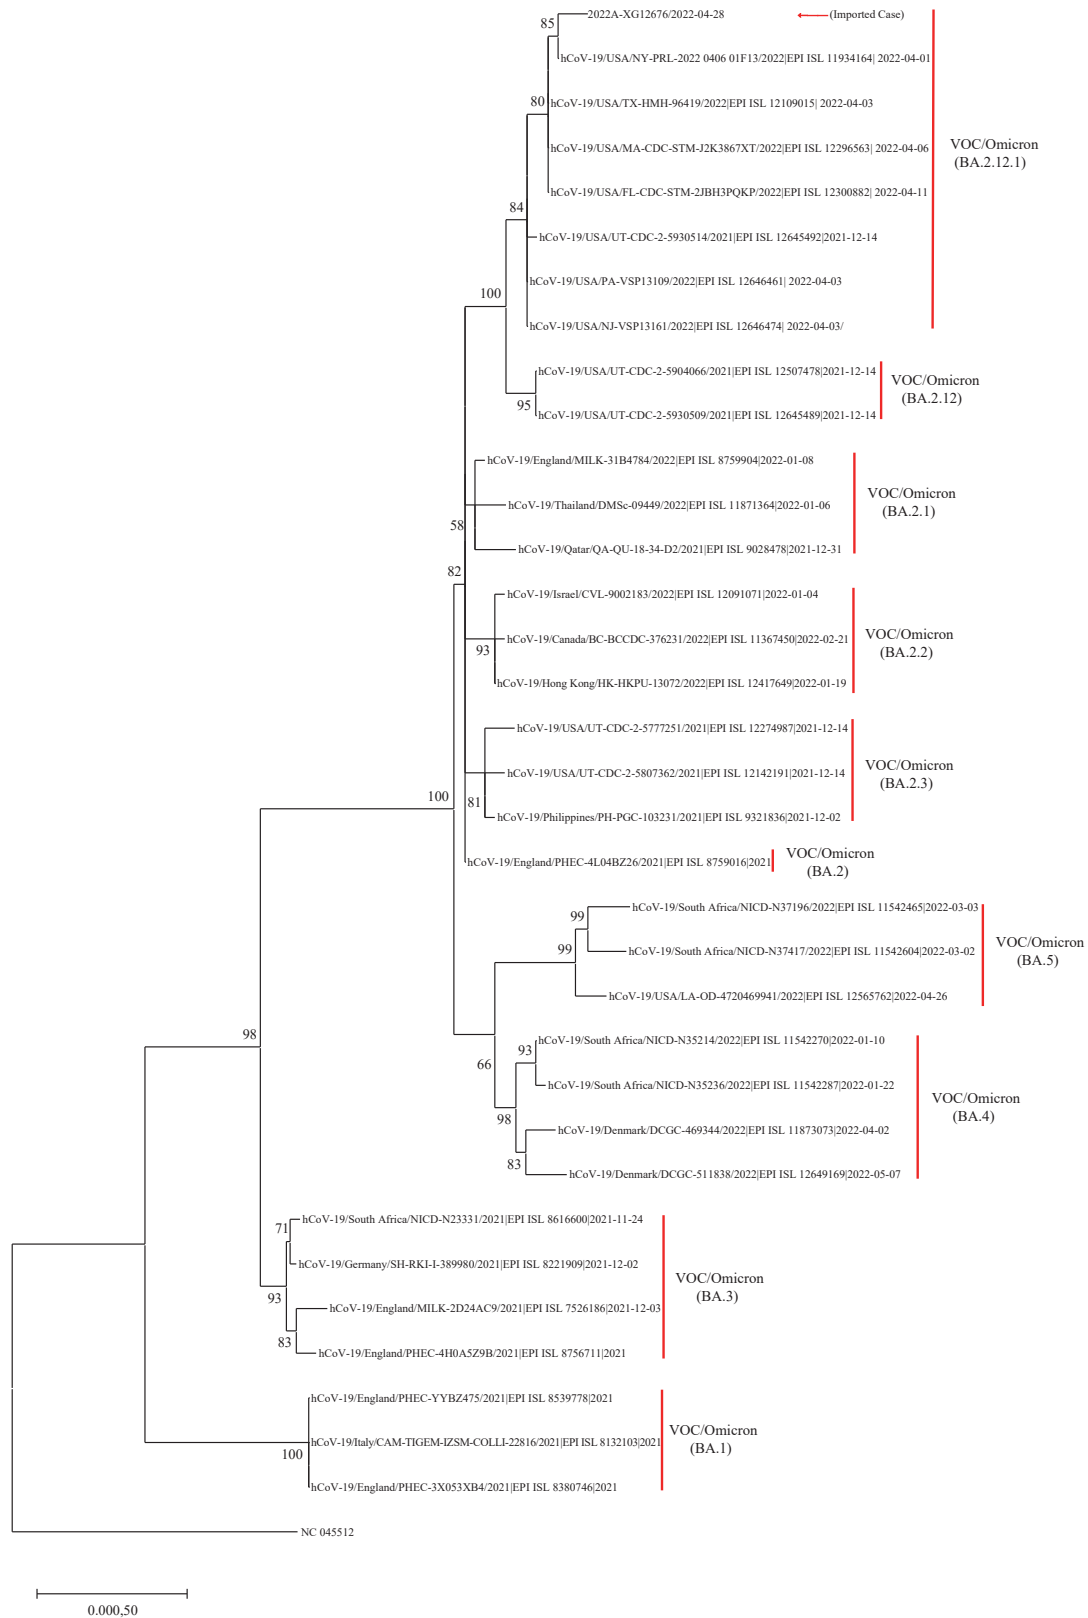 85
2022A-XG12676/2022-04-28
(Imported Case)
hCoV-19/USA/NY-PRL-2022 0406 01F13/2022|EPI ISL 11934164| 2022-04-01
80
hCoV-19/USA/TX-HMH-96419/2022|EPI ISL 12109015| 2022-04-03
hCoV-19/USA/MA-CDC-STM-J2K3867XT/2022|EPI ISL 12296563| 2022-04-06
VOC/Omicron
(BA.2.12.1)
hCoV-19/USA/FL-CDC-STM-2JBH3PQKP/2022|EPI ISL 12300882| 2022-04-11
84
hCoV-19/USA/UT-CDC-2-5930514/2021|EPI ISL 12645492|2021-12-14
hCoV-19/USA/PA-VSP13109/2022|EPI ISL 12646461| 2022-04-03
100
hCoV-19/USA/NJ-VSP13161/2022|EPI ISL 12646474| 2022-04-03/
hCoV-19/USA/UT-CDC-2-5904066/2021|EPI ISL 12507478|2021-12-14
VOC/Omicron
(BA.2.12)
95
hCoV-19/USA/UT-CDC-2-5930509/2021|EPI ISL 12645489|2021-12-14
hCoV-19/England/MILK-31B4784/2022|EPI ISL 8759904|2022-01-08
hCoV-19/Thailand/DMSc-09449/2022|EPI ISL 11871364|2022-01-06
VOC/Omicron
(BA.2.1)
58
hCoV-19/Qatar/QA-QU-18-34-D2/2021|EPI ISL 9028478|2021-12-31
82
hCoV-19/Israel/CVL-9002183/2022|EPI ISL 12091071|2022-01-04
hCoV-19/Canada/BC-BCCDC-376231/2022|EPI ISL 11367450|2022-02-21
VOC/Omicron
(BA.2.2)
93
hCoV-19/Hong Kong/HK-HKPU-13072/2022|EPI ISL 12417649|2022-01-19
hCoV-19/USA/UT-CDC-2-5777251/2021|EPI ISL 12274987|2021-12-14
hCoV-19/USA/UT-CDC-2-5807362/2021|EPI ISL 12142191|2021-12-14
VOC/Omicron
(BA.2.3)
100
81
hCoV-19/Philippines/PH-PGC-103231/2021|EPI ISL 9321836|2021-12-02
hCoV-19/England/PHEC-4L04BZ26/2021|EPI ISL 8759016|2021
VOC/Omicron
(BA.2)
99
hCoV-19/South Africa/NICD-N37196/2022|EPI ISL 11542465|2022-03-03
99
hCoV-19/South Africa/NICD-N37417/2022|EPI ISL 11542604|2022-03-02
VOC/Omicron
(BA.5)
hCoV-19/USA/LA-OD-4720469941/2022|EPI ISL 12565762|2022-04-26
98
93
hCoV-19/South Africa/NICD-N35214/2022|EPI ISL 11542270|2022-01-10
66
hCoV-19/South Africa/NICD-N35236/2022|EPI ISL 11542287|2022-01-22
VOC/Omicron
(BA.4)
98
hCoV-19/Denmark/DCGC-469344/2022|EPI ISL 11873073|2022-04-02
83
hCoV-19/Denmark/DCGC-511838/2022|EPI ISL 12649169|2022-05-07
71
hCoV-19/South Africa/NICD-N23331/2021|EPI ISL 8616600|2021-11-24
hCoV-19/Germany/SH-RKI-I-389980/2021|EPI ISL 8221909|2021-12-02
VOC/Omicron
(BA.3)
93
hCoV-19/England/MILK-2D24AC9/2021|EPI ISL 7526186|2021-12-03
83
hCoV-19/England/PHEC-4H0A5Z9B/2021|EPI ISL 8756711|2021
hCoV-19/England/PHEC-YYBZ475/2021|EPI ISL 8539778|2021
hCoV-19/Italy/CAM-TIGEM-IZSM-COLLI-22816/2021|EPI ISL 8132103|2021
VOC/Omicron
(BA.1)
100
hCoV-19/England/PHEC-3X053XB4/2021|EPI ISL 8380746|2021
NC 045512
0.000,50